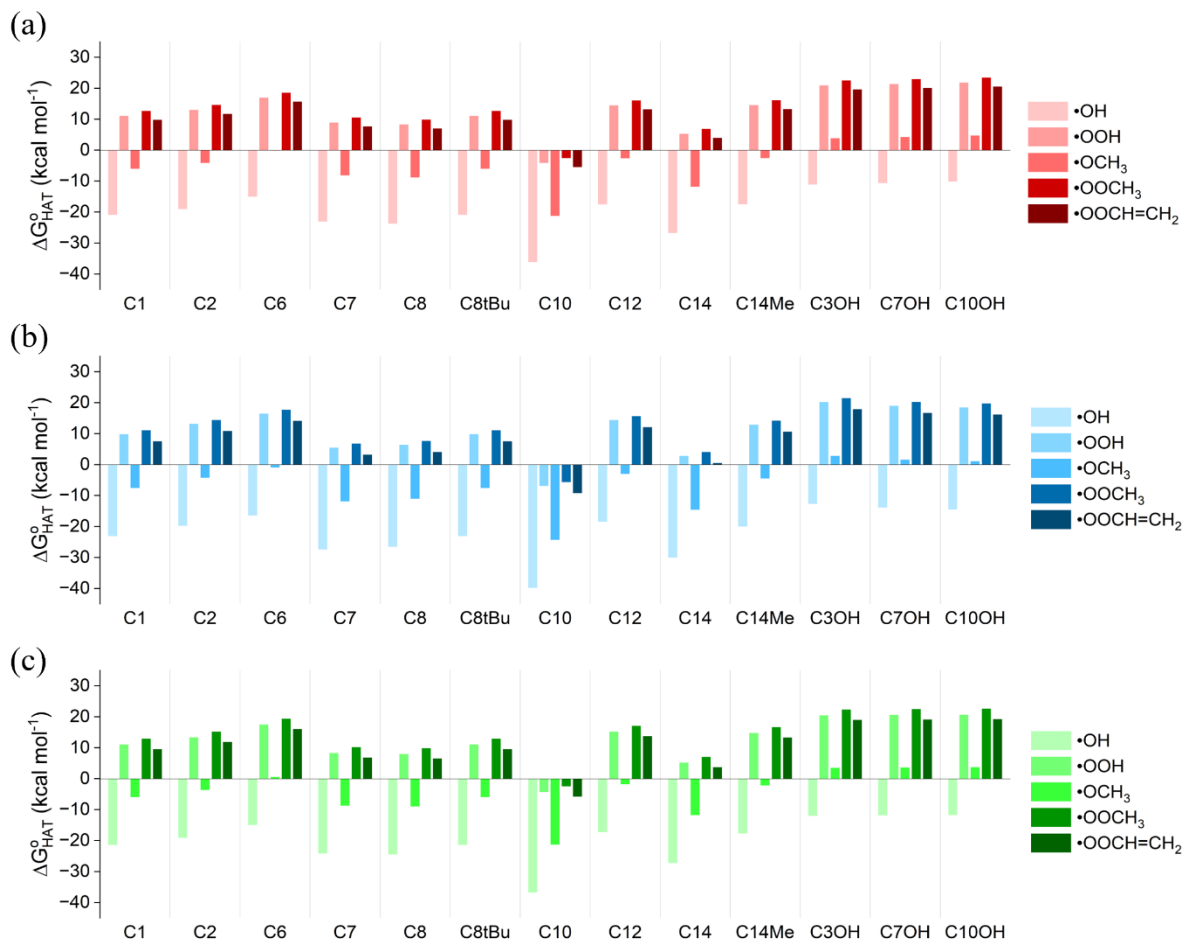 (a)
ΔG°HAT (kcal mol⁻¹)
30
20
10
0
−10
−20
−30
−40
C1 C2 C6 C7 C8 C8tBu C10 C12 C14 C14Me C3OH C7OH C10OH
•OH
•OOH
•OCH₃
•OOCH₃
•OOCH=CH₂
(b)
ΔG°HAT (kcal mol⁻¹)
30
20
10
0
−10
−20
−30
−40
C1 C2 C6 C7 C8 C8tBu C10 C12 C14 C14Me C3OH C7OH C10OH
•OH
•OOH
•OCH₃
•OOCH₃
•OOCH=CH₂
(c)
ΔG°HAT (kcal mol⁻¹)
30
20
10
0
−10
−20
−30
−40
C1 C2 C6 C7 C8 C8tBu C10 C12 C14 C14Me C3OH C7OH C10OH
•OH
•OOH
•OCH₃
•OOCH₃
•OOCH=CH₂